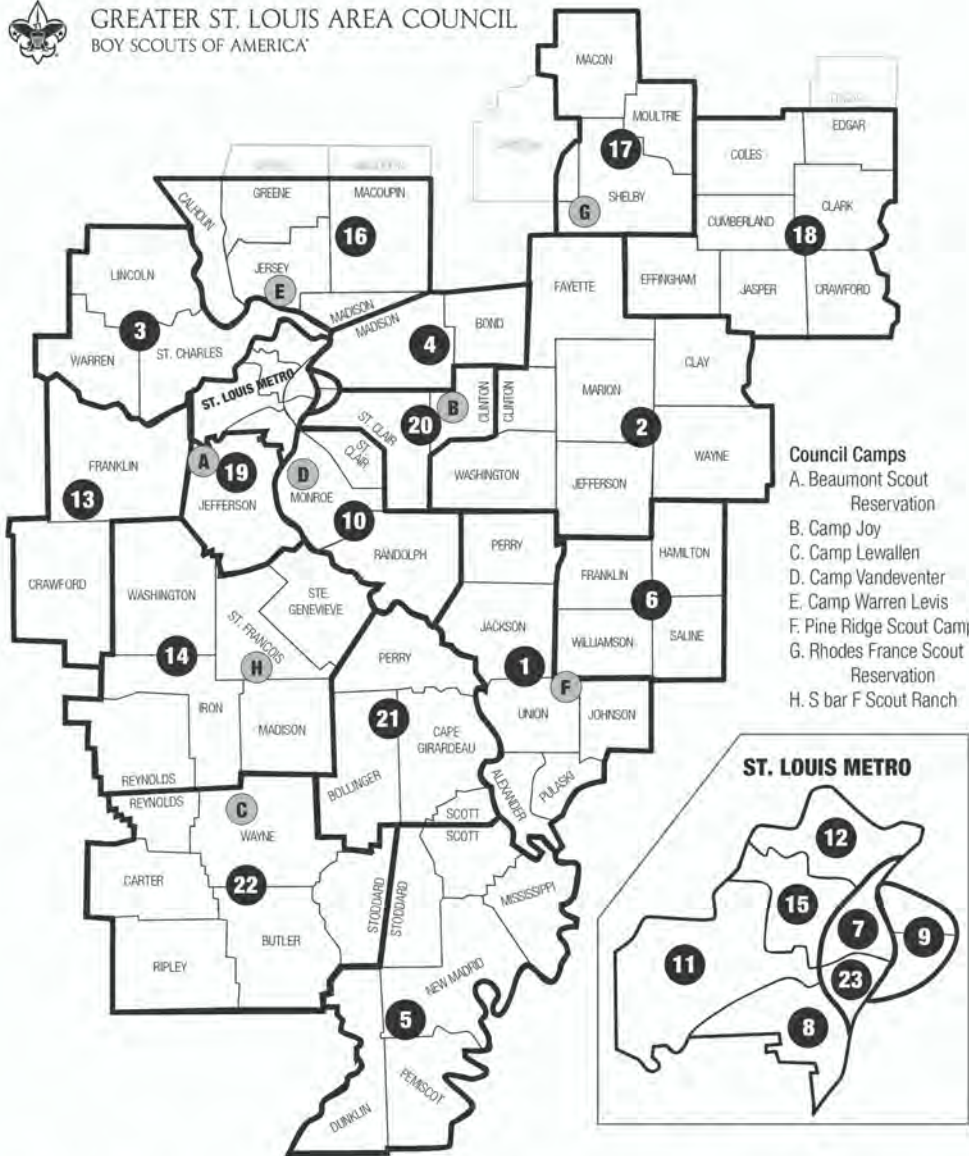 GREATER ST. LOUIS AREA COUNCIL
BOY SCOUTS OF AMERICA
MACON
MOULTRIE
17
SHELBY
G
COLES
EDGAR
CLARK
CUMBERLAND
18
EFFINGHAM
JASPER
CRAWFORD
GREENE
MACOUPIN
CALHOUN
16
JERSEY
E
LINCOLN
3
WARREN
ST. CHARLES
MADISON
MADISON
4
BOND
FAYETTE
CLAY
MARION
2
WAYNE
JEFFERSON
ST. LOUIS METRO
ST. CLAIR
20
B
CLINTON
CLINTON
ST. CLAIR
WASHINGTON
FRANKLIN
13
A
19
JEFFERSON
D
MONROE
10
RANDOLPH
PERRY
HAMILTON
FRANKLIN
6
WILLIAMSON
SALINE
JACKSON
1
F
UNION
JOHNSON
ALEXANDER
PULASKI
CRAWFORD
WASHINGTON
STE.
GENEVIEVE
ST. FRANCOIS
14
H
IRON
MADISON
REYNOLDS
REYNOLDS
PERRY
21
CAPE
GIRARDEAU
BOLLINGER
SCOTT
SCOTT
C
WAYNE
CARTER
22
STODDARD
STODDARD
MISSISSIPPI
BUTLER
RIPLEY
NEW MADRID
5
PEMISCOT
DUNKLIN
Council Camps
A. Beaumont Scout
Reservation
B. Camp Joy
C. Camp Lewallen
D. Camp Vandeventer
E. Camp Warren Levis
F. Pine Ridge Scout Camp
G. Rhodes France Scout
Reservation
H. S bar F Scout Ranch
ST. LOUIS METRO
12
15
7
9
11
23
8